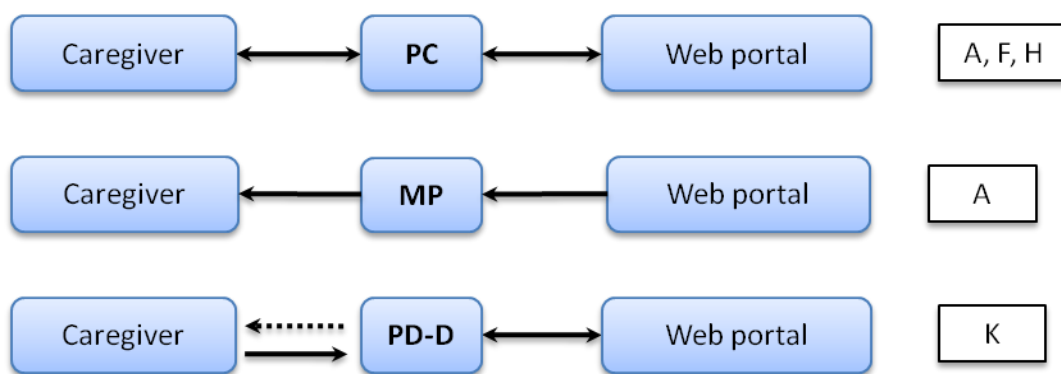 Caregiver PC Web portal A, F, H
Caregiver MP Web portal A
Caregiver PD-D Web portal K